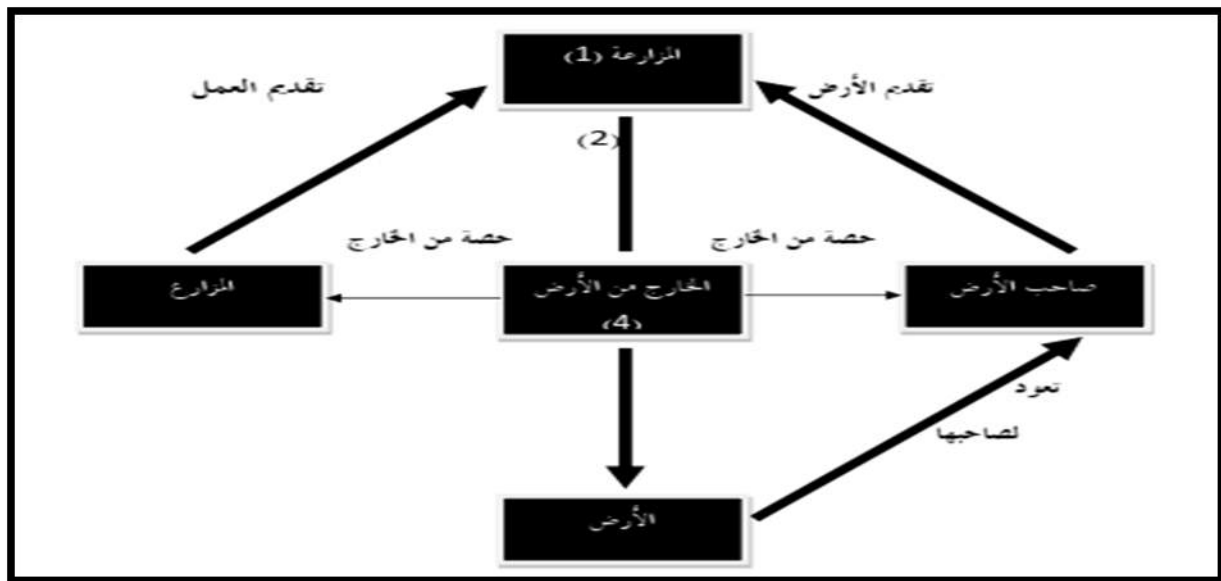 المزارعة (1)
تقديم العمل
تقديم الأرض
(2)
حصة من الخارج
حصة من الخارج
المزارع
الخارج من الأرض
(4)
صاحب الأرض
تعود
لصاحبها
الأرض